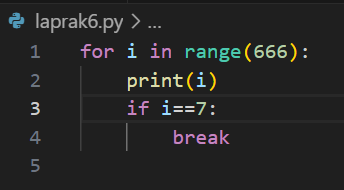 laprak6.py > ...
1 for i in range(666):
2     print(i)
3     if i==7:
4         break
5